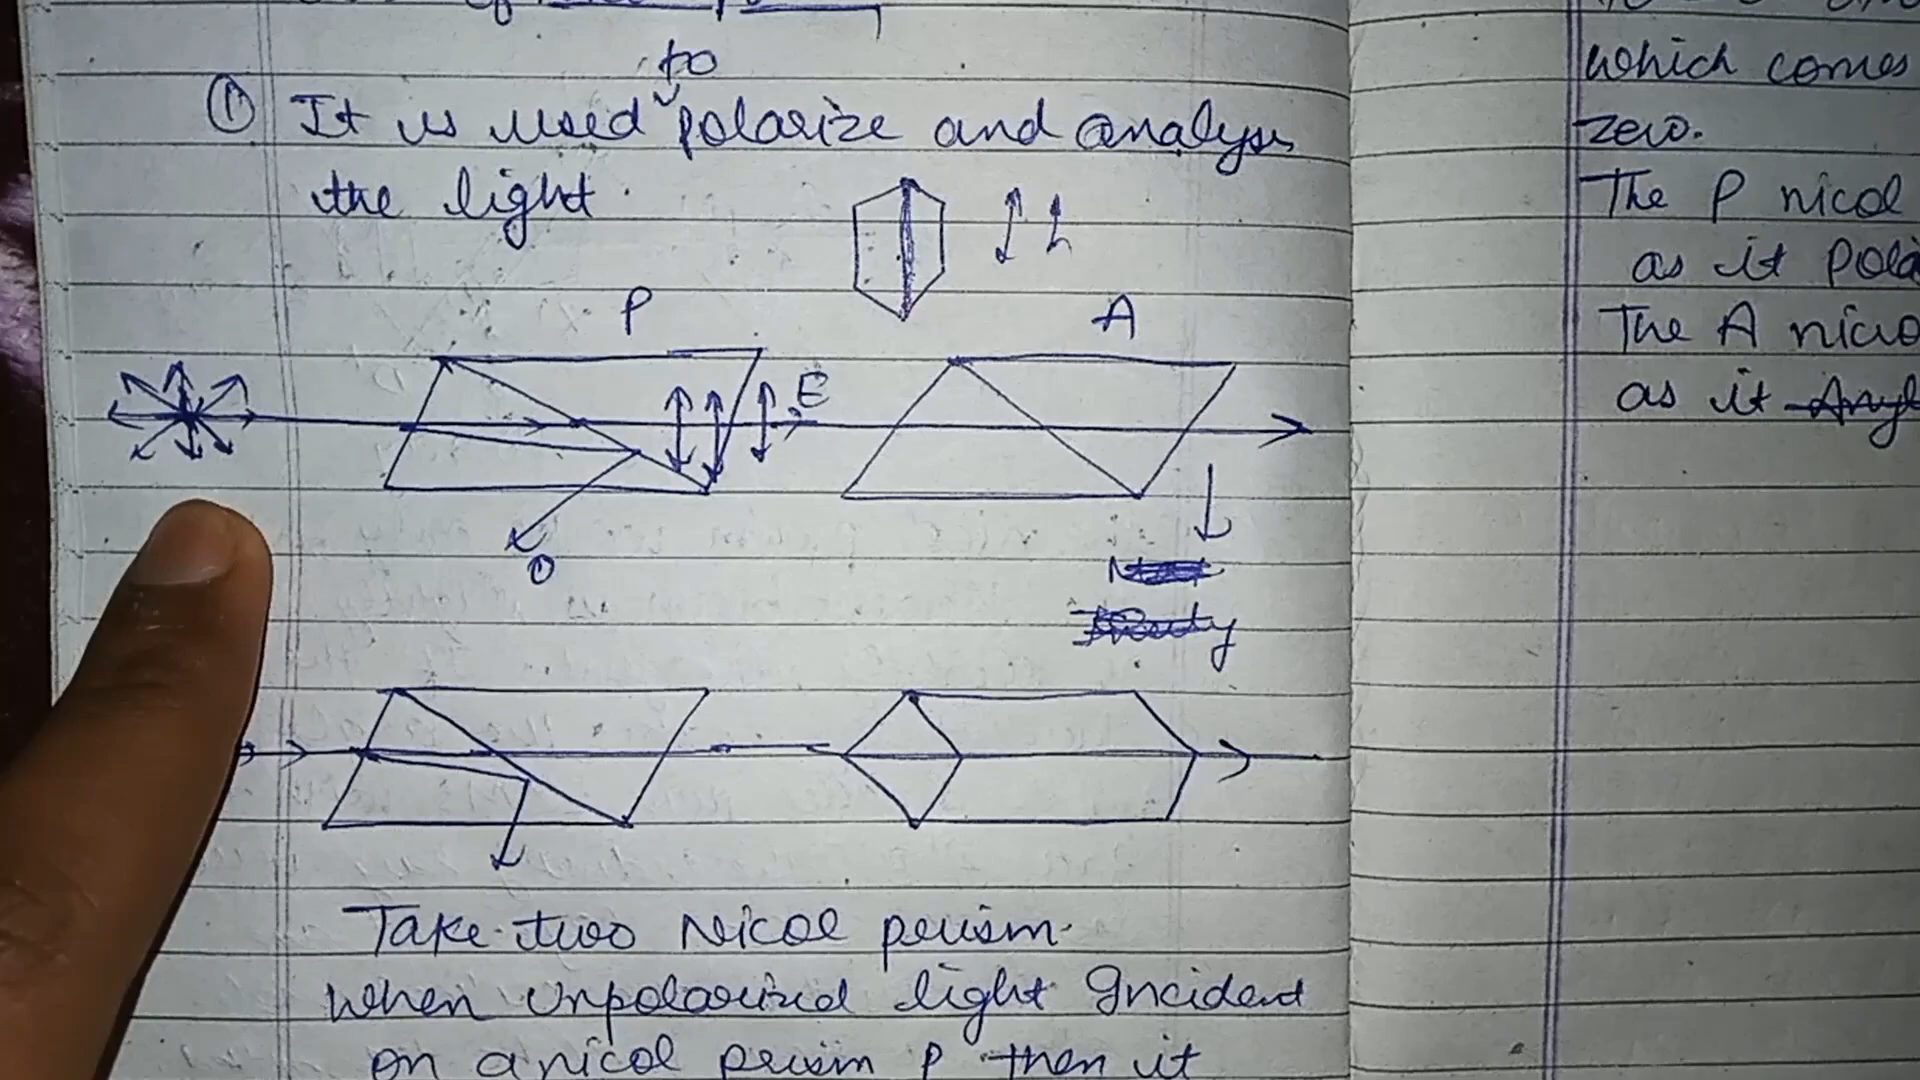 to
① It is used polarize and analyse
the light.
P
A
E
O
Take two Nicol prism.
when unpolarized light Incident
on a nicol prism P then it
which comes
zero.
The P nicol
as it Pola
The A nico
as it